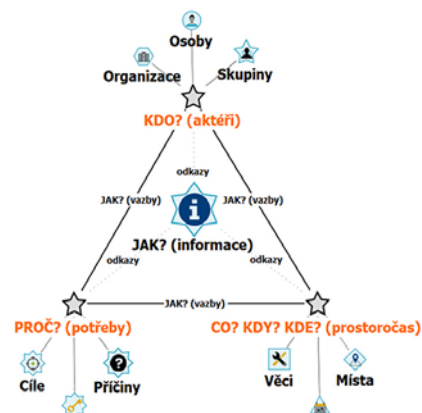 Osoby
Organizace
Skupiny
KDO? (aktéři)
odkazy
JAK? (vazby)
JAK? (vazby)
JAK? (informace)
odkazy
odkazy
JAK? (vazby)
PROČ? (potřeby)
CO? KDY? KDE? (prostoročas)
Cíle
Příčiny
Věci
Místa